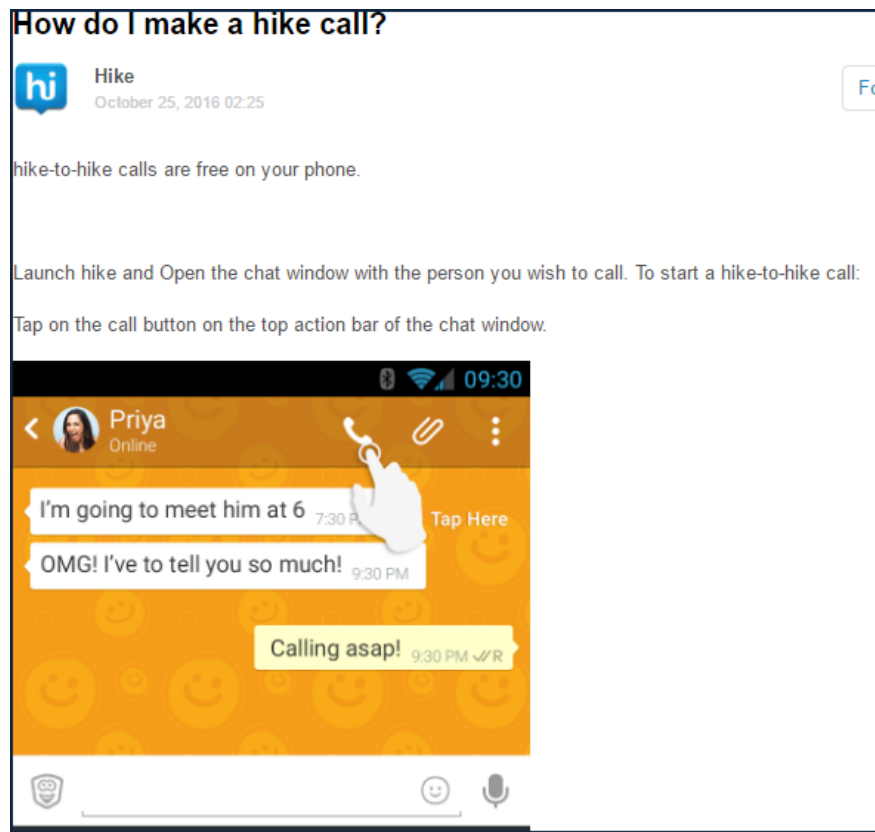 How do I make a hike call?
hi
Hike
October 25, 2016 02:25
hike-to-hike calls are free on your phone.
Launch hike and Open the chat window with the person you wish to call. To start a hike-to-hike call:
Tap on the call button on the top action bar of the chat window.
09:30
Priya
Online
I'm going to meet him at 6 7:30 P
Tap Here
OMG! I've to tell you so much! 9:30 PM
Calling asap! 9:30 PM ✓✓R